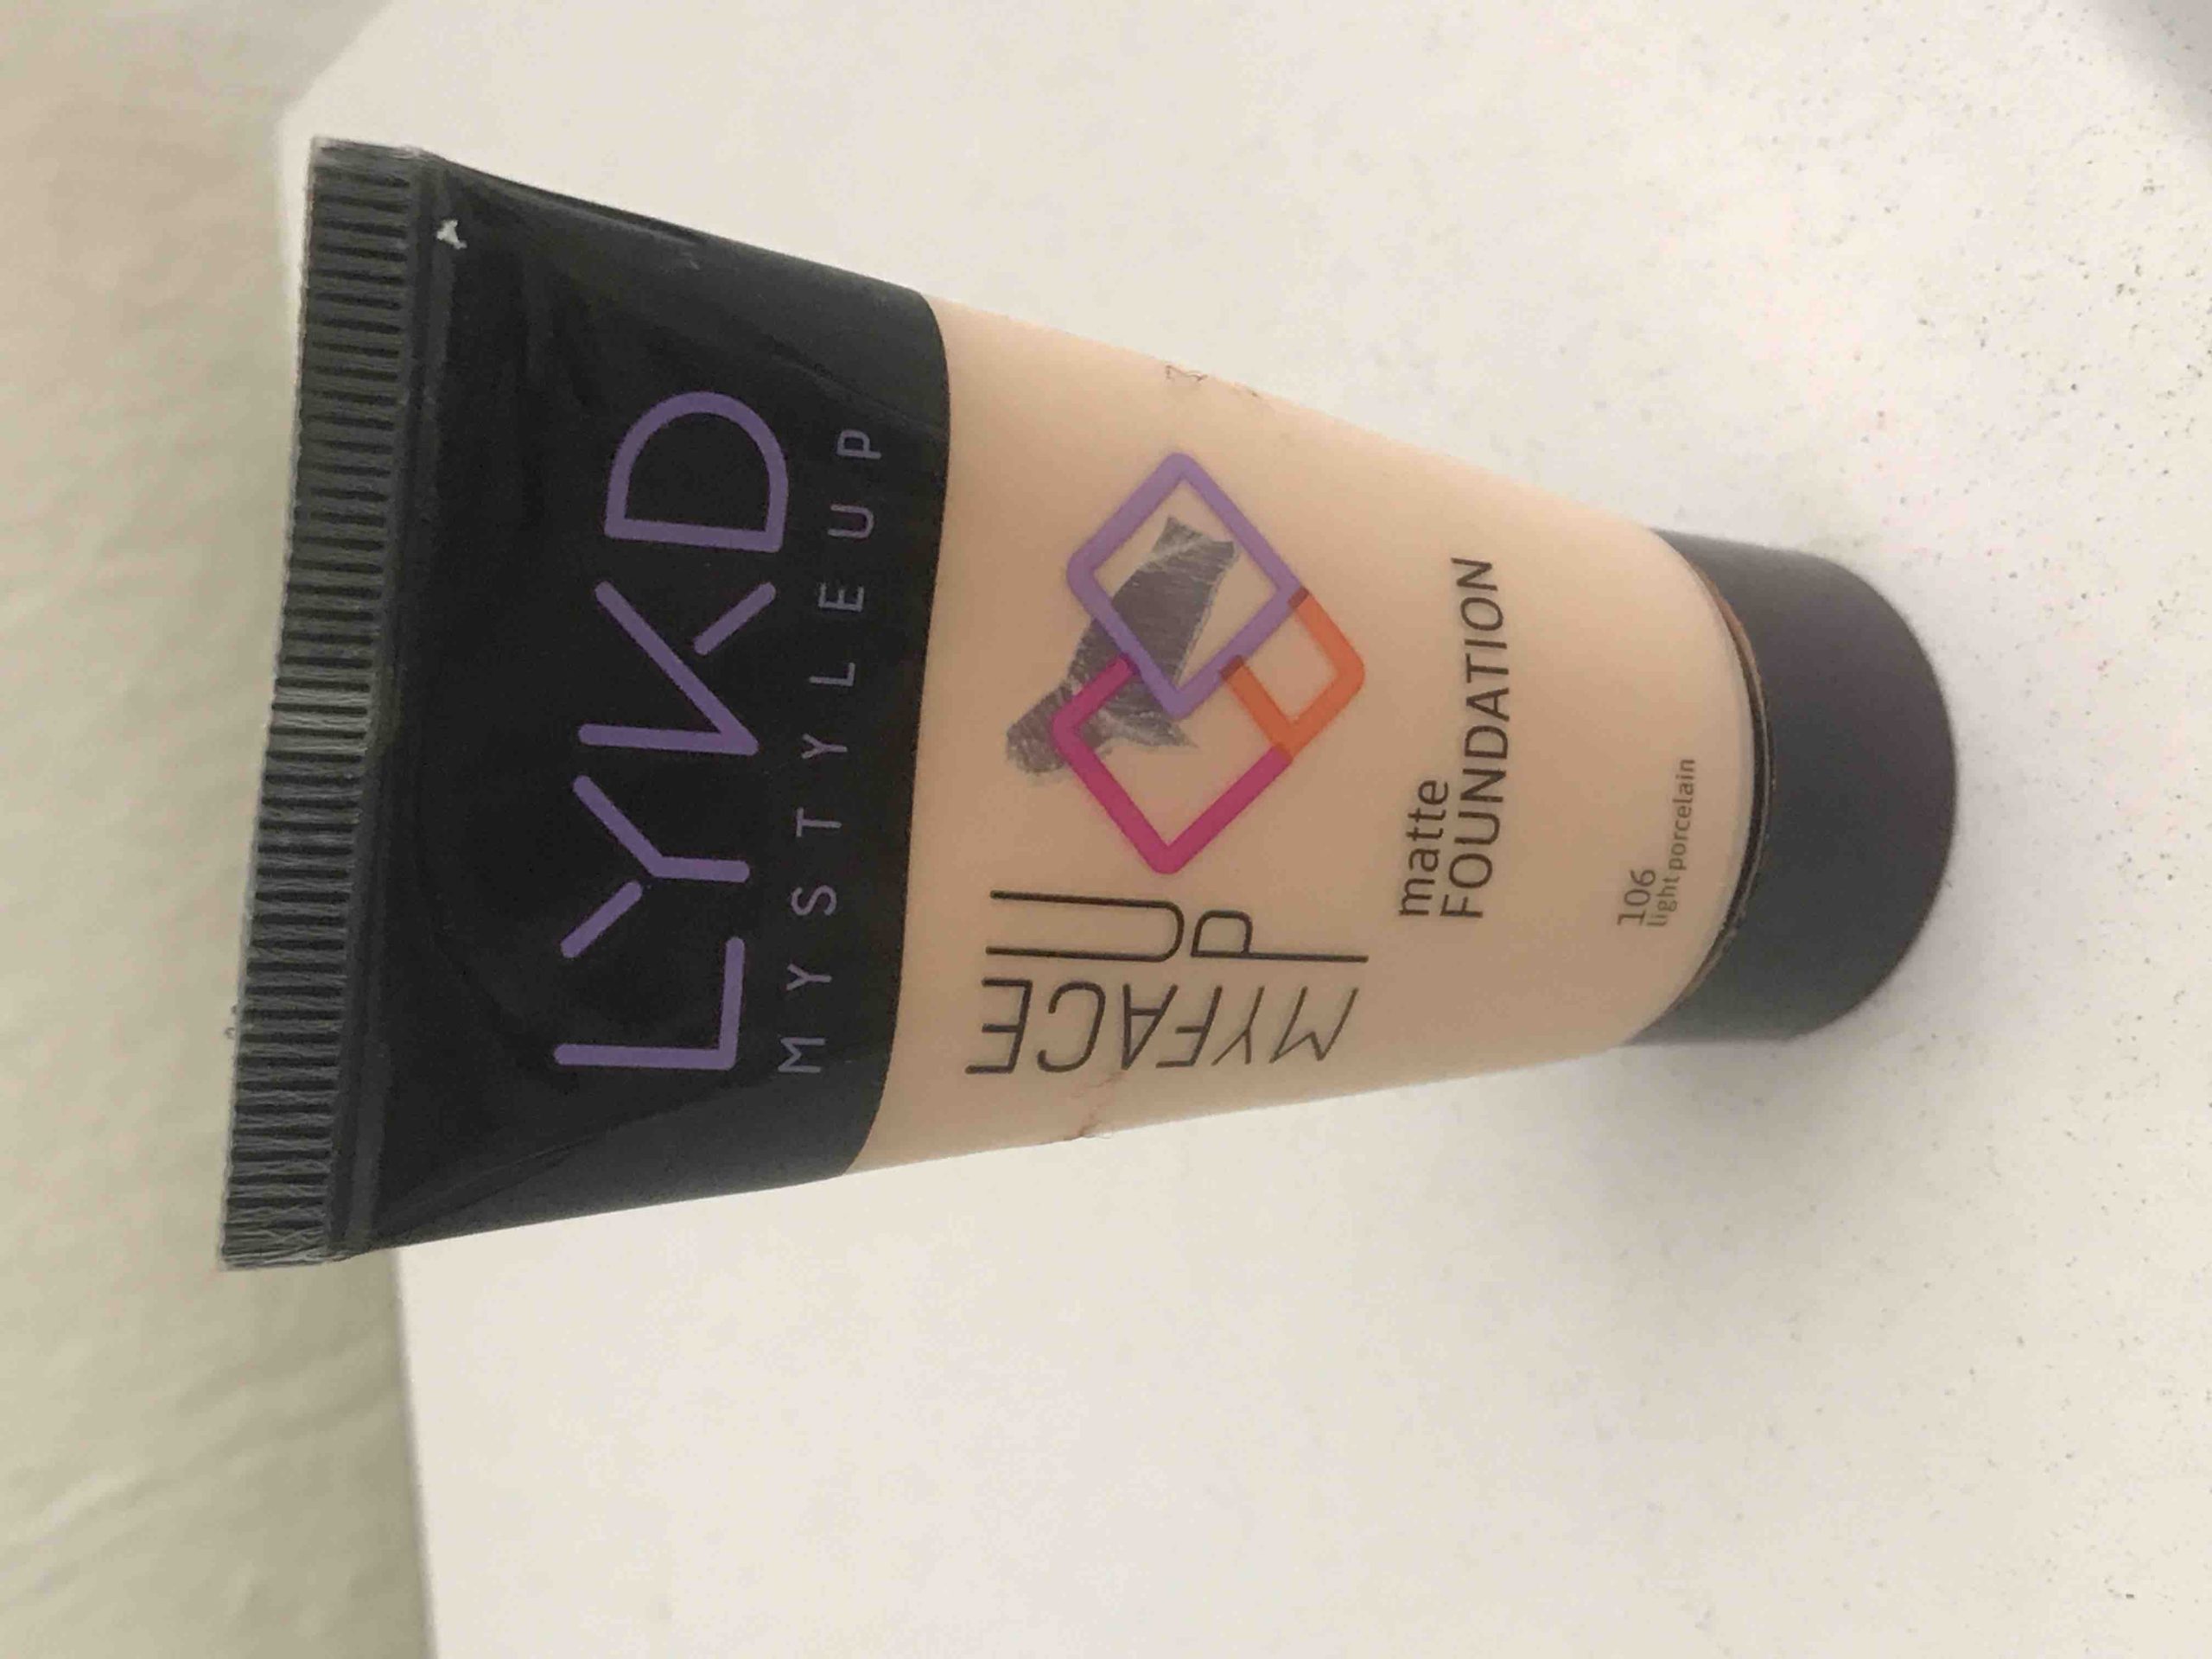 LYKD
MYSTYLEUP
MYFACE
UP
matte
FOUNDATION
106
light porcelain